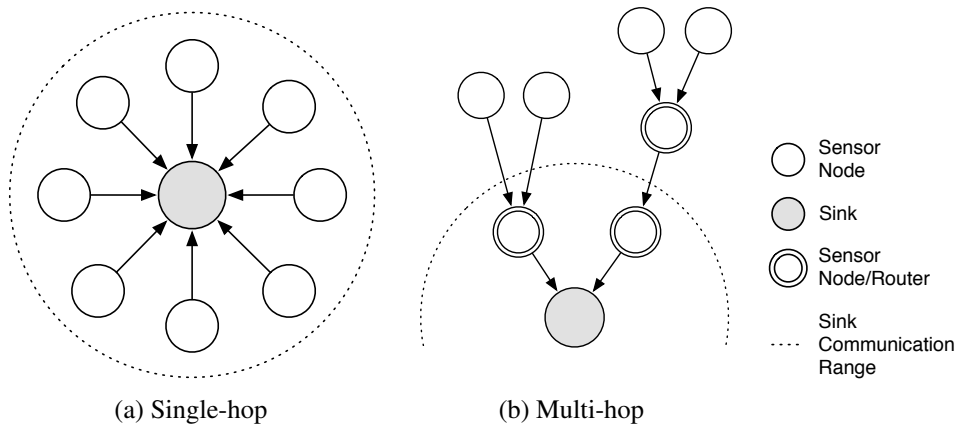 Sensor
Node
Sink
Sensor
Node/Router
Sink
Communication
Range
(a) Single-hop
(b) Multi-hop